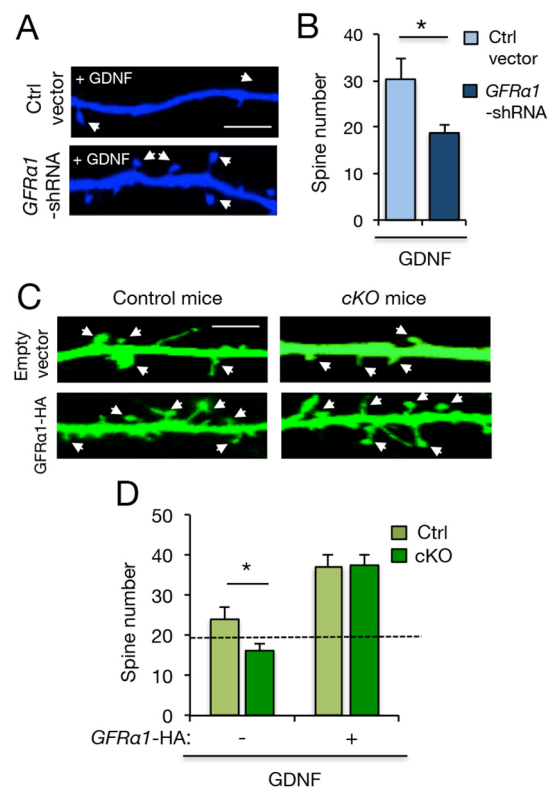 A
+ GDNF
Ctrl
vector
+ GDNF
GFRα1
-shRNA
B
*
Ctrl
vector
GFRα1
-shRNA
40
30
20
10
0
Spine number
GDNF
C
Control mice
cKO mice
Empty
vector
GFRα1-HA
D
50
40
30
20
10
0
Spine number
*
Ctrl
cKO
GFRα1-HA:
-
+
GDNF